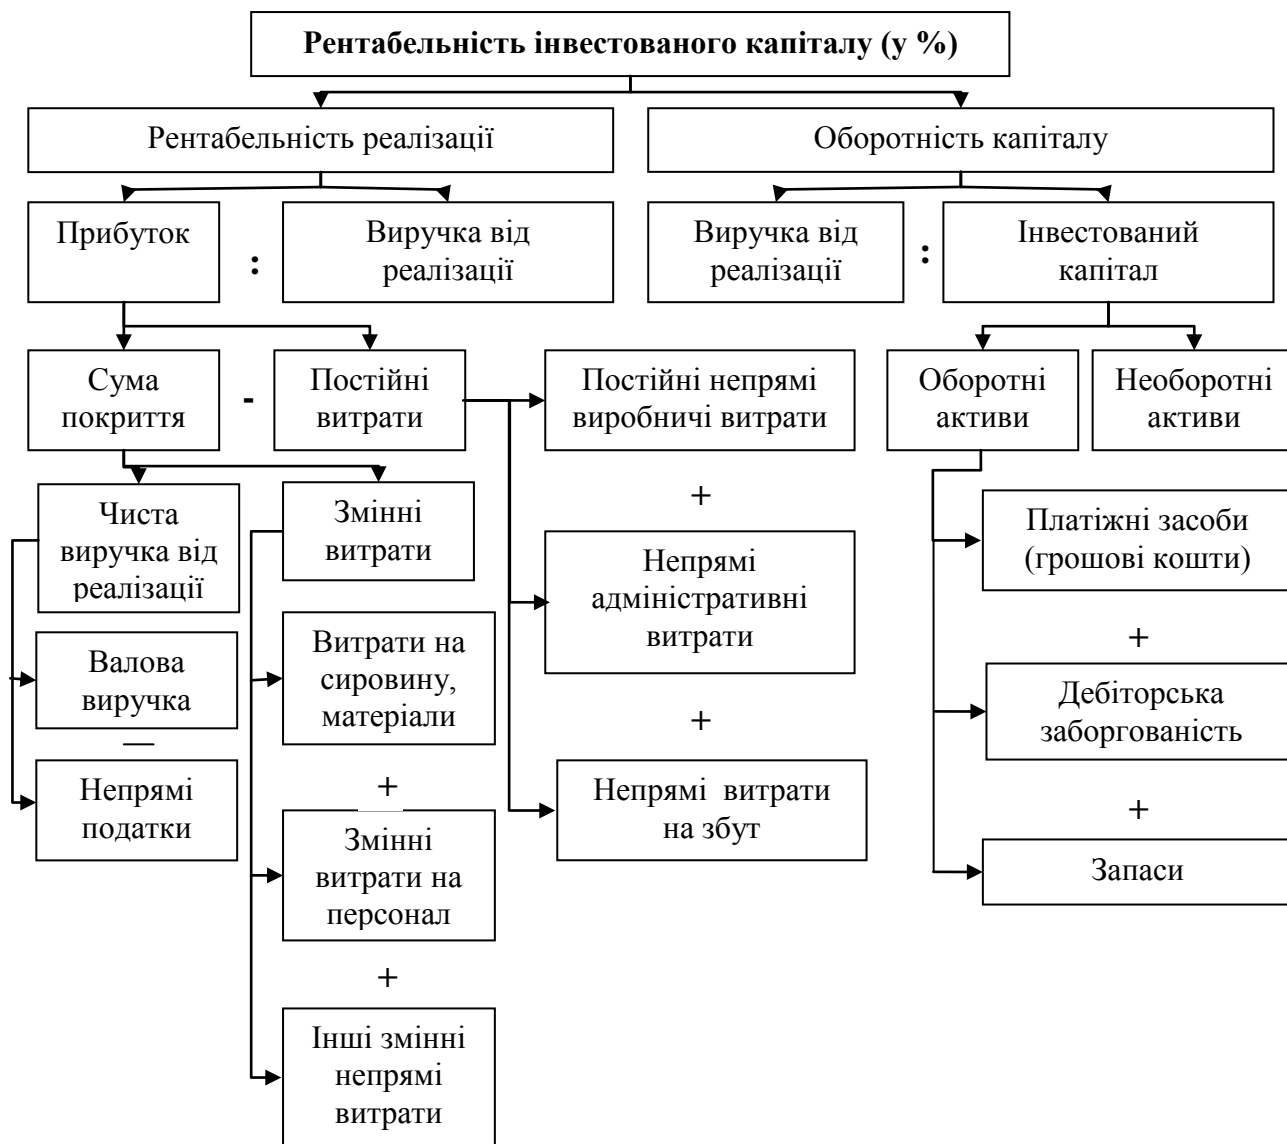 Рентабельність інвестованого капіталу (у %)
Рентабельність реалізації
Оборотність капіталу
Прибуток
:
Виручка від
реалізації
Виручка від
реалізації
:
Інвестований
капітал
Сума
покриття
-
Постійні
витрати
Постійні непрямі
виробничі витрати
Оборотні
активи
Необоротні
активи
Чиста
виручка від
реалізації
Змінні
витрати
+
Платіжні засоби
(грошові кошти)
Непрямі
адміністративні
витрати
Валова
виручка
Витрати на
сировину,
матеріали
+
Дебіторська
заборгованість
+
—
Непрямі
податки
+
Непрямі витрати
на збут
+
Змінні
витрати на
персонал
Запаси
+
Інші змінні
непрямі
витрати